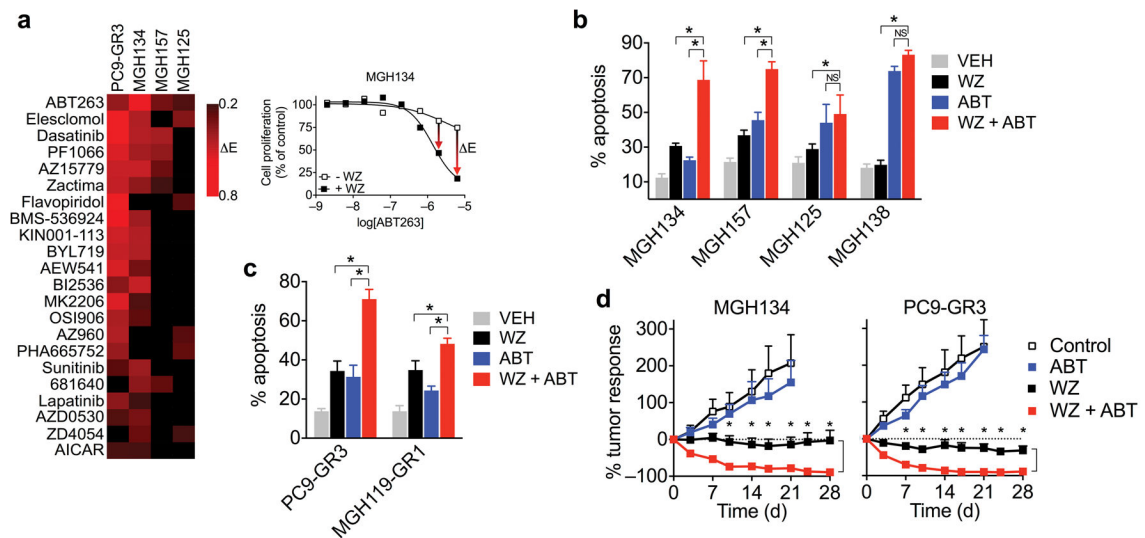 a
PC9-GR3
MGH134
MGH157
MGH125
ABT263
Elesclomol
Dasatinib
PF1066
AZ15779
Zactima
Flavopiridol
BMS-536924
KIN001-113
BYL719
AEW541
BI2536
MK2206
OSI906
AZ960
PHA665752
Sunitinib
681640
Lapatinib
AZD0530
ZD4054
AICAR
0.2
ΔE
0.8
MGH134
Cell proliferation
(% of control)
100
75
50
25
0
ΔE
- WZ
+ WZ
–9 –8 –7 –6 –5
log[ABT263]
b
% apoptosis
90
70
50
30
10
*
*
*
*
*
NS
*
NS
MGH134
MGH157
MGH125
MGH138
VEH
WZ
ABT
WZ + ABT
c
% apoptosis
80
60
40
20
0
*
*
*
*
PC9-GR3
MGH119-GR1
VEH
WZ
ABT
WZ + ABT
d
MGH134
PC9-GR3
% tumor response
300
200
100
0
–100
* * * * * *
* * * * * * *
0 7 14 21 28
Time (d)
0 7 14 21 28
Time (d)
Control
ABT
WZ
WZ + ABT